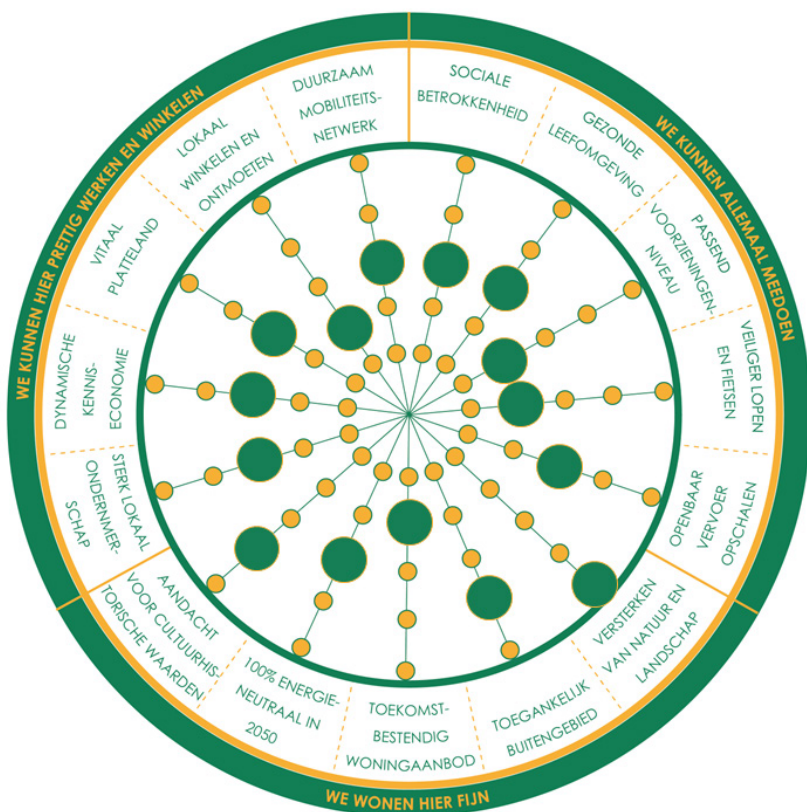 WE KUNNEN ALLEMAAL MEEDOEN
SOCIALE
BETROKKENHEID
GEZONDE
LEEFOMGEVING
PASSEND
VOORZIENINGEN-
NIVEAU
VEILIGER LOPEN
EN FIETSEN
OPENBAAR
VERVOER
OPSCHALEN
WE WONEN HIER FIJN
VERSTERKEN
VAN NATUUR EN
LANDSCHAP
TOEGANKELIJK
BUITENGEBIED
TOEKOMST-
BESTENDIG
WONINGAANBOD
100% ENERGIE-
NEUTRAAL IN
2050
AANDACHT
VOOR CULTUURHIS-
TORISCHE WAARDEN
WE KUNNEN HIER PRETTIG WERKEN EN WINKELEN
STERK LOKAAL
ONDERNMER-
SCHAP
DYNAMISCHE
KENNIS-
ECONOMIE
VITAAL
PLATTELAND
LOKAAL
WINKELEN EN
ONTMOETEN
DUURZAAM
MOBILITEITS-
NETWERK